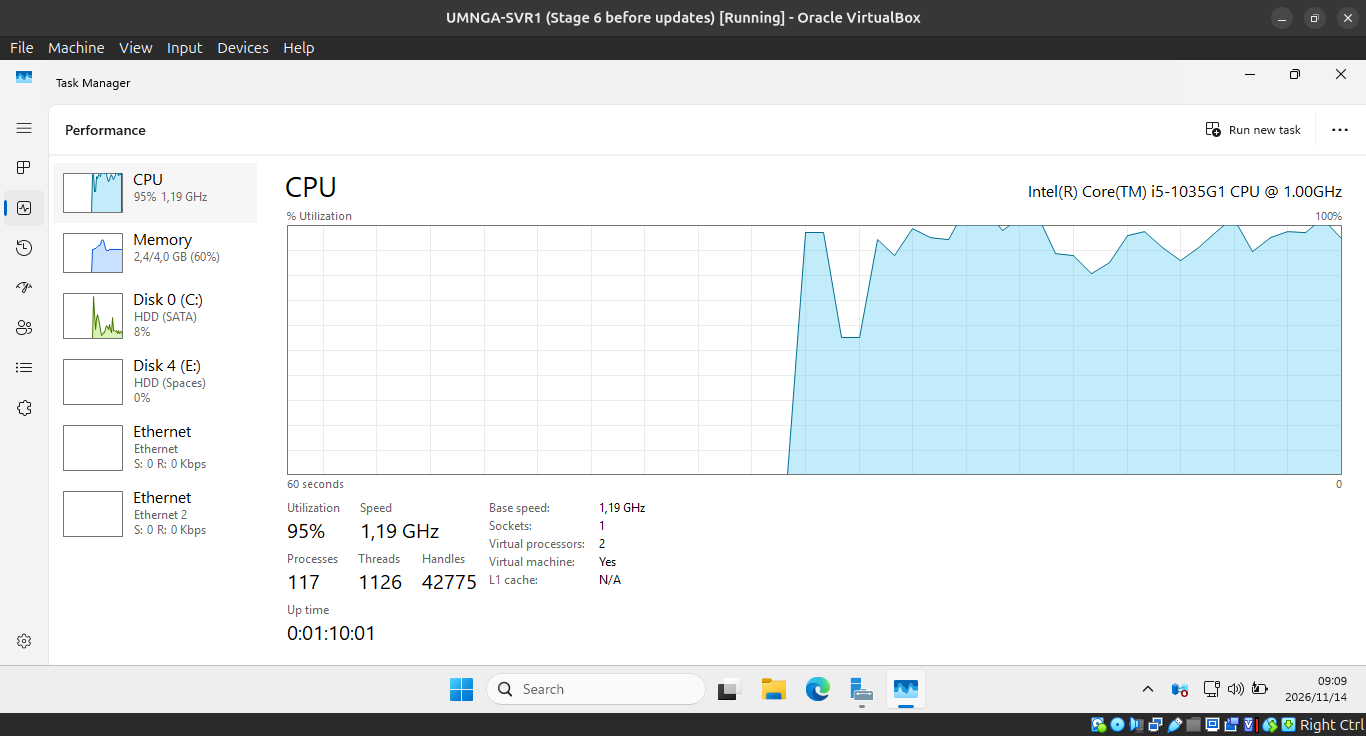 UMNGA-SVR1 (Stage 6 before updates) [Running] - Oracle VirtualBox
File Machine View Input Devices Help
Task Manager
Performance
Run new task
CPU
95% 1,19 GHz
Memory
2,4/4,0 GB (60%)
Disk 0 (C:)
HDD (SATA)
8%
Disk 4 (E:)
HDD (Spaces)
0%
Ethernet
Ethernet
S: 0 R: 0 Kbps
Ethernet
Ethernet 2
S: 0 R: 0 Kbps
CPU
Intel(R) Core(TM) i5-1035G1 CPU @ 1.00GHz
% Utilization
100%
60 seconds
0
Utilization
95%
Speed
1,19 GHz
Processes
117
Threads
1126
Handles
42775
Up time
0:01:10:01
Base speed: 1,19 GHz
Sockets: 1
Virtual processors: 2
Virtual machine: Yes
L1 cache: N/A
Search
09:09
2026/11/14
Right Ctrl